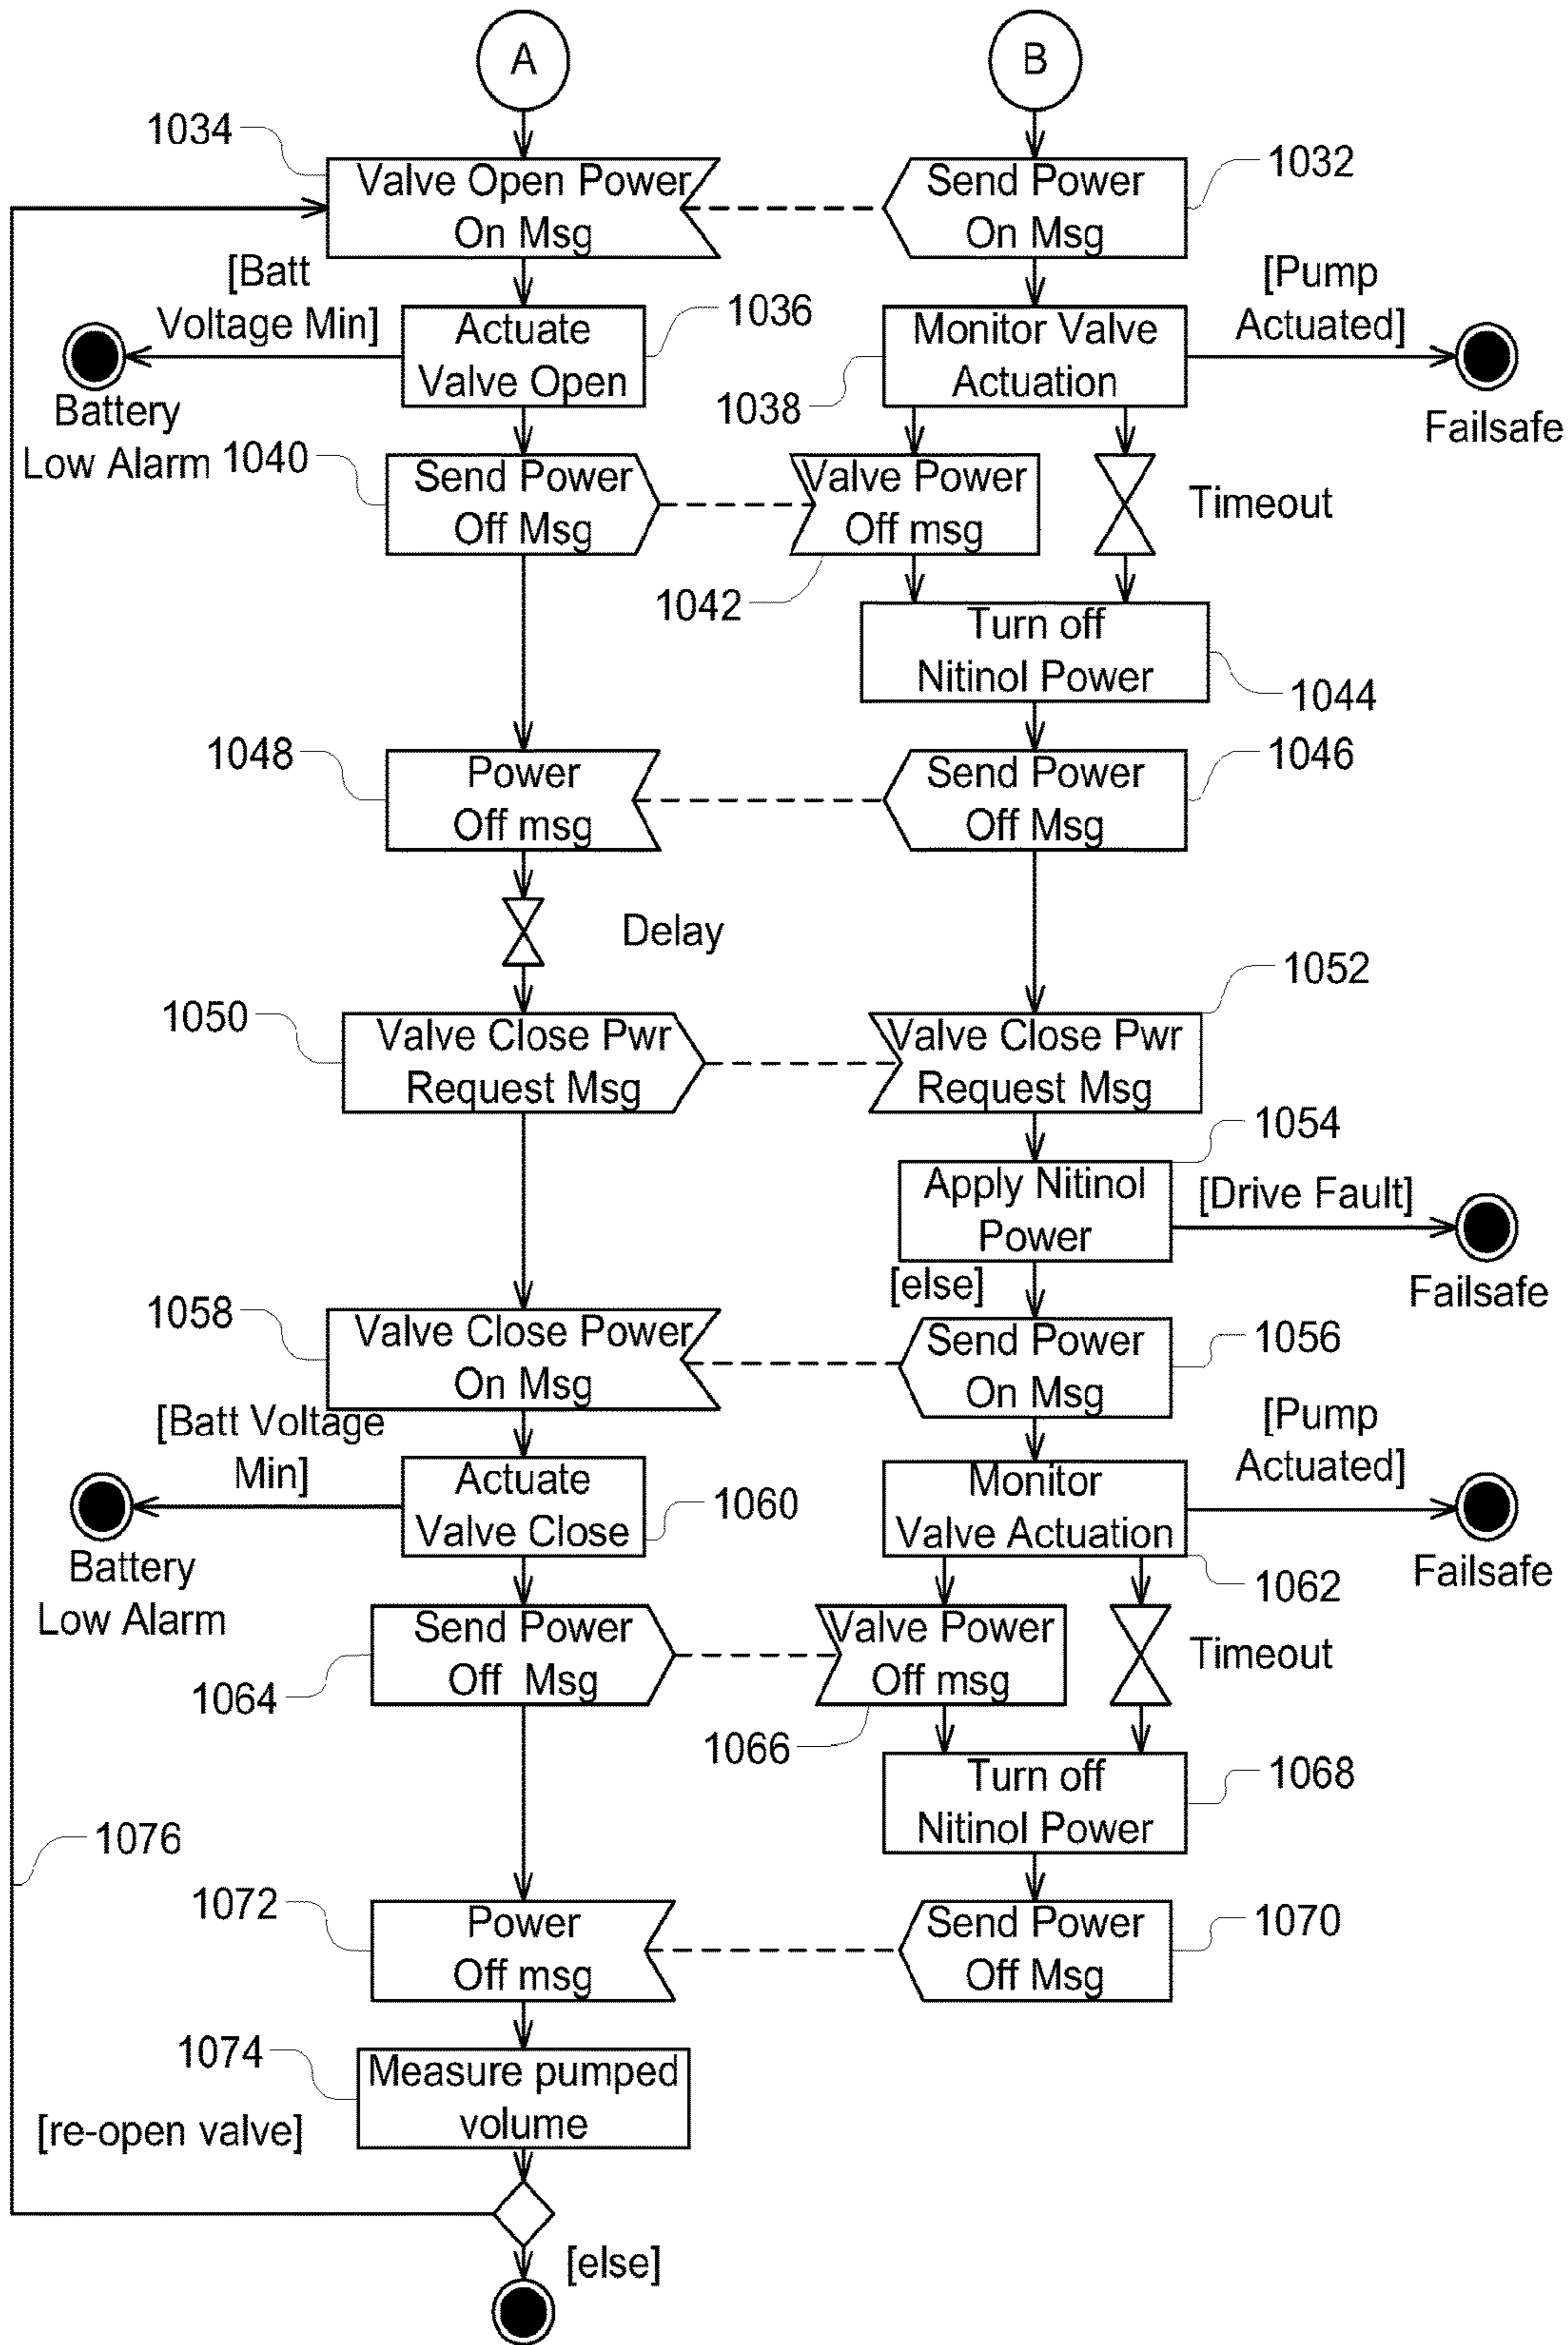 A
B
1034
Valve Open Power
On Msg
Send Power
On Msg
1032
[Batt
Voltage Min]
Battery
Low Alarm
Actuate
Valve Open
1036
Monitor Valve
Actuation
1038
[Pump
Actuated]
Failsafe
1040
Send Power
Off Msg
Valve Power
Off msg
1042
Timeout
Turn off
Nitinol Power
1044
1048
Power
Off msg
Send Power
Off Msg
1046
Delay
1050
Valve Close Pwr
Request Msg
Valve Close Pwr
Request Msg
1052
Apply Nitinol
Power
1054
[Drive Fault]
Failsafe
[else]
1058
Valve Close Power
On Msg
Send Power
On Msg
1056
[Batt Voltage
Min]
Battery
Low Alarm
Actuate
Valve Close
1060
Monitor
Valve Actuation
1062
[Pump
Actuated]
Failsafe
Send Power
Off  Msg
1064
Valve Power
Off msg
1066
Timeout
Turn off
Nitinol Power
1068
1076
1072
Power
Off msg
Send Power
Off Msg
1070
1074
Measure pumped
volume
[re-open valve]
[else]